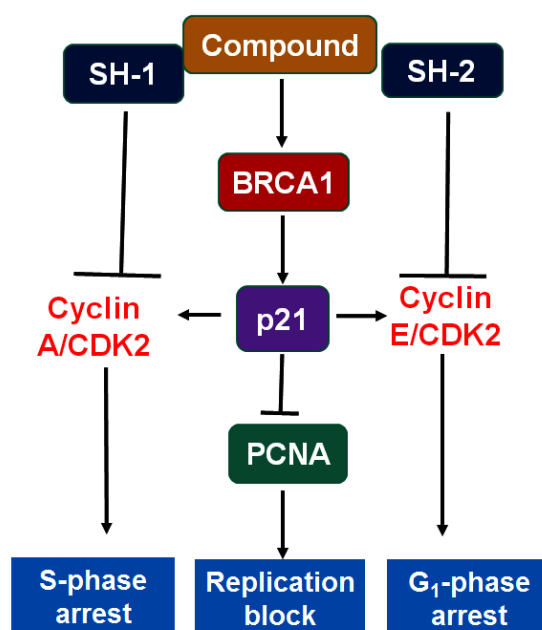 Compound
SH-1
SH-2
BRCA1
Cyclin
A/CDK2
p21
Cyclin
E/CDK2
PCNA
S-phase
arrest
Replication
block
G₁-phase
arrest